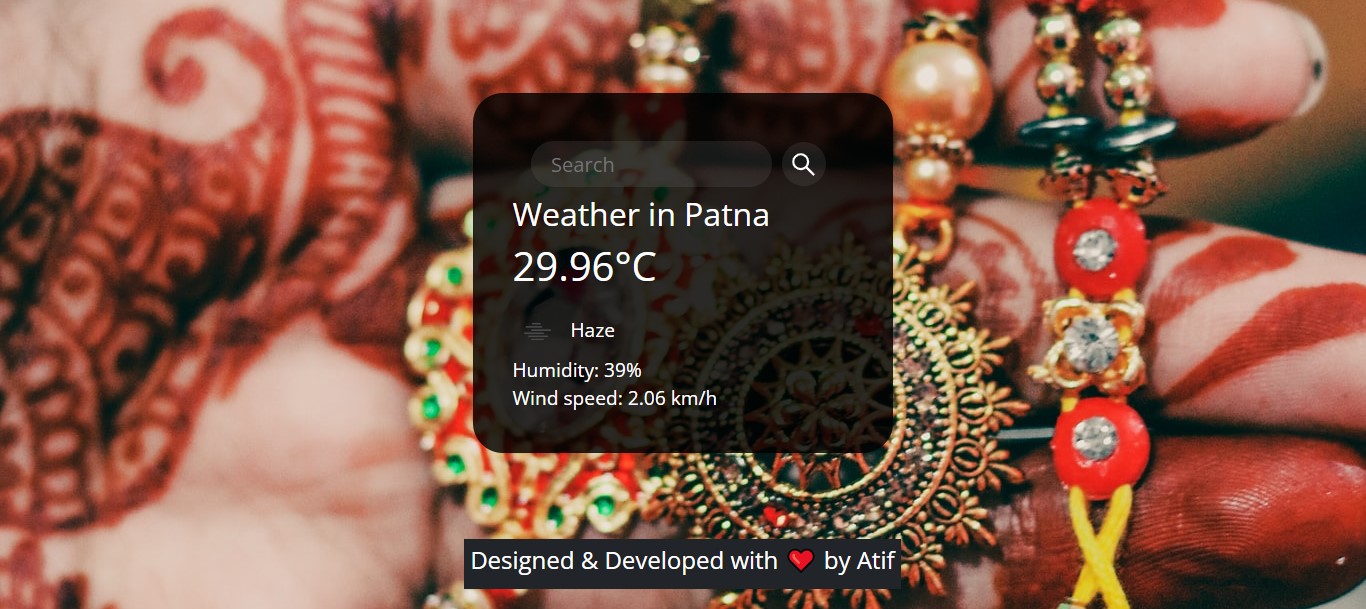 Search
Weather in Patna
29.96°C
Haze
Humidity: 39%
Wind speed: 2.06 km/h
Designed & Developed with ❤️ by Atif